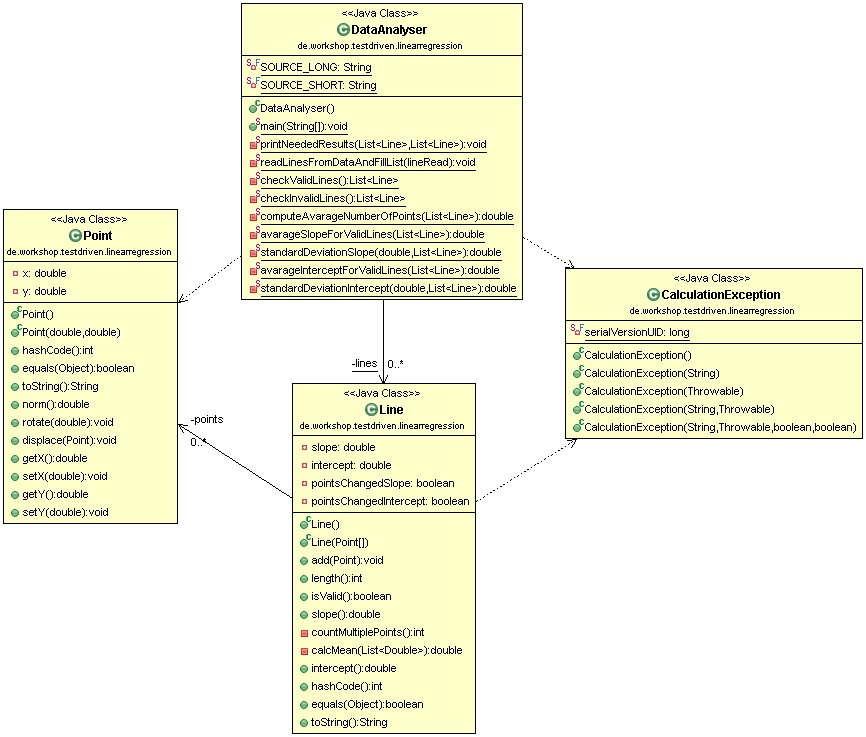 <<Java Class>>
DataAnalyser
de.workshop.testdriven.linearregression
SOURCE_LONG: String
SOURCE_SHORT: String
DataAnalyser()
main(String[]):void
printNeededResults(List<Line>,List<Line>):void
readLinesFromDataAndFillList(lineRead):void
checkValidLines():List<Line>
checkInvalidLines():List<Line>
computeAvarageNumberOfPoints(List<Line>):double
avarageSlopeForValidLines(List<Line>):double
standardDeviationSlope(double,List<Line>):double
avarageInterceptForValidLines(List<Line>):double
standardDeviationIntercept(double,List<Line>):double
<<Java Class>>
Point
de.workshop.testdriven.linearregression
x: double
y: double
Point()
Point(double,double)
hashCode():int
equals(Object):boolean
toString():String
norm():double
rotate(double):void
displace(Point):void
getX():double
setX(double):void
getY():double
setY(double):void
<<Java Class>>
CalculationException
de.workshop.testdriven.linearregression
serialVersionUID: long
CalculationException()
CalculationException(String)
CalculationException(Throwable)
CalculationException(String,Throwable)
CalculationException(String,Throwable,boolean,boolean)
-lines
0..*
-points
0..*
<<Java Class>>
Line
de.workshop.testdriven.linearregression
slope: double
intercept: double
pointsChangedSlope: boolean
pointsChangedIntercept: boolean
Line()
Line(Point[])
add(Point):void
length():int
isValid():boolean
slope():double
countMultiplePoints():int
calcMean(List<Double>):double
intercept():double
hashCode():int
equals(Object):boolean
toString():String